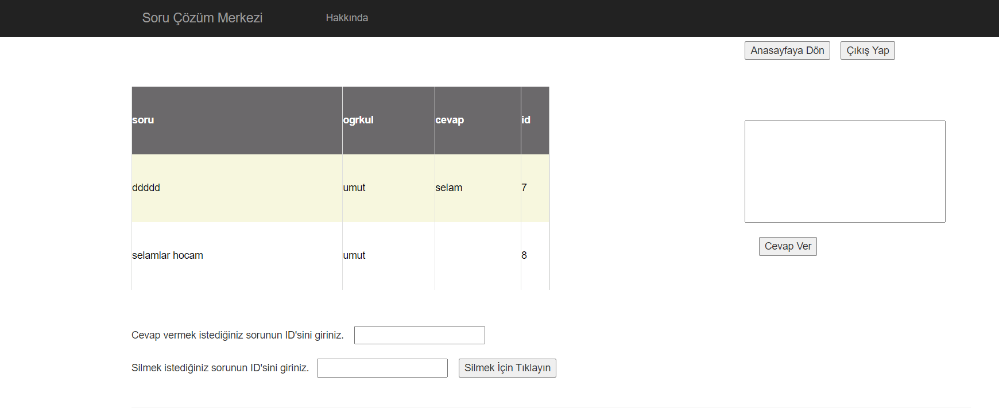 Soru Çözüm Merkezi Hakkında
Anasayfaya Dön Çıkış Yap
soru ogrkul cevap id
ddddd umut selam 7
selamlar hocam umut 8
Cevap Ver
Cevap vermek istediğiniz sorunun ID'sini giriniz.
Silmek istediğiniz sorunun ID'sini giriniz. Silmek İçin Tıklayın